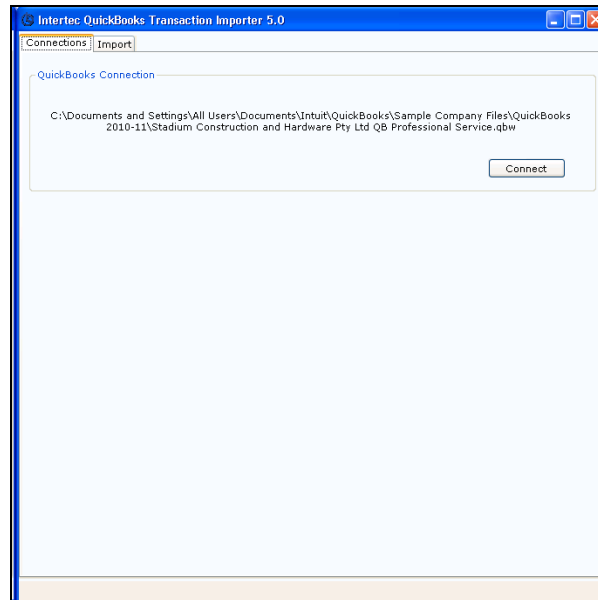 Intertec QuickBooks Transaction Importer 5.0
Connections Import
QuickBooks Connection
C:\Documents and Settings\All Users\Documents\Intuit\QuickBooks\Sample Company Files\QuickBooks
2010-11\Stadium Construction and Hardware Pty Ltd QB Professional Service.qbw
Connect